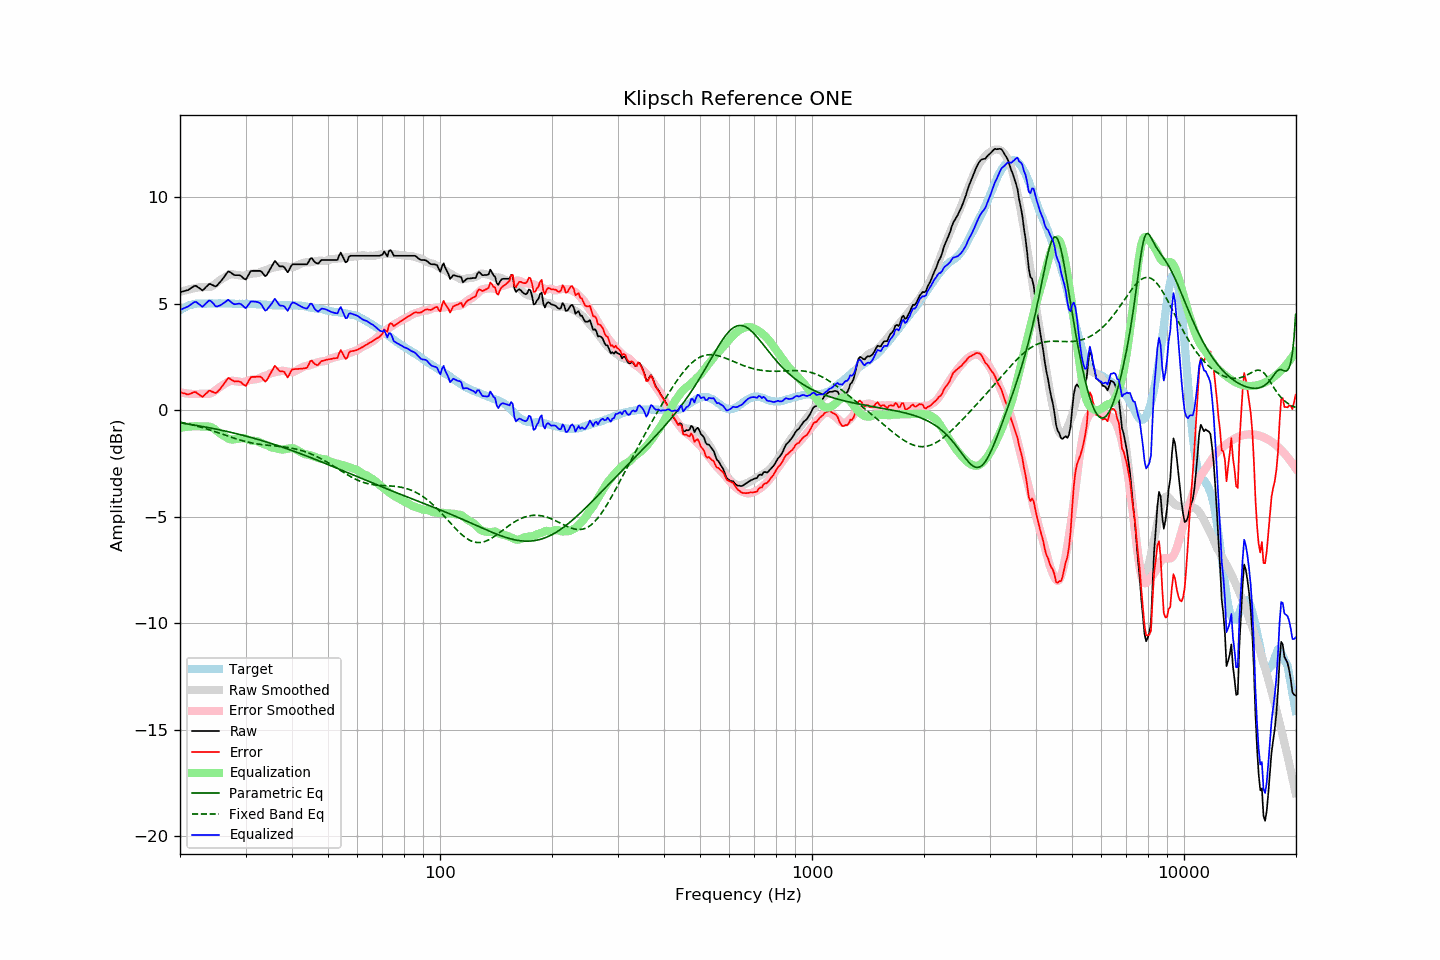 Klipsch Reference ONE
Amplitude (dBr)
10
5
0
−5
−10
−15
−20
Target
Raw Smoothed
Error Smoothed
Raw
Error
Equalization
Parametric Eq
Fixed Band Eq
Equalized
100
1000
10000
Frequency (Hz)